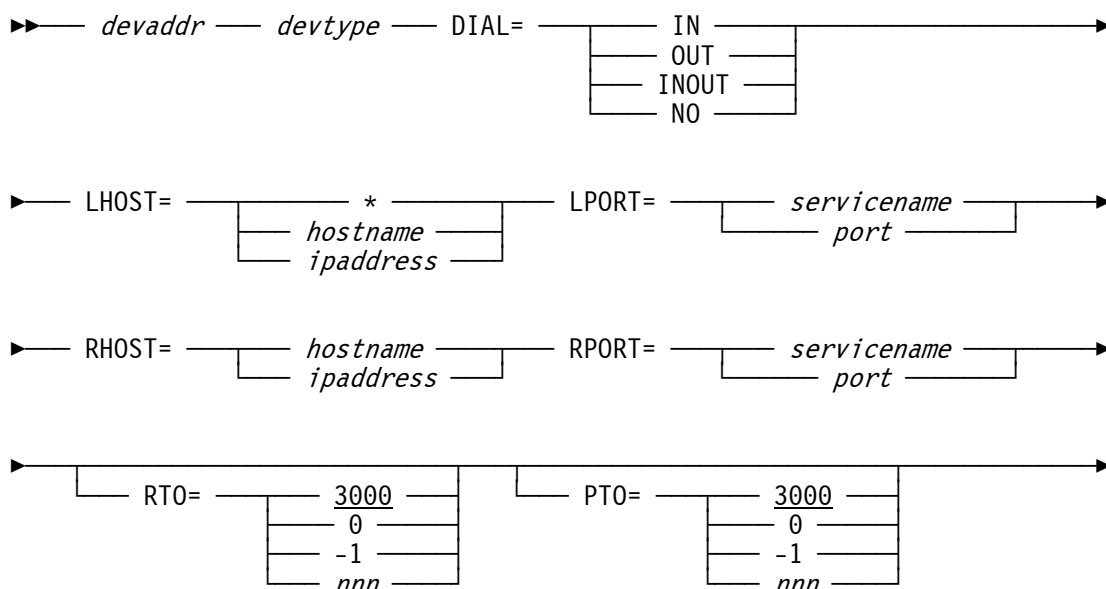 devaddr devtype DIAL= IN
OUT
INOUT
NO
LHOST= * LPORT= servicename
hostname port
ipaddress
RHOST= hostname RPORT= servicename
ipaddress port
RTO= 3000 PTO= 3000
0 0
-1 -1
nnn nnn